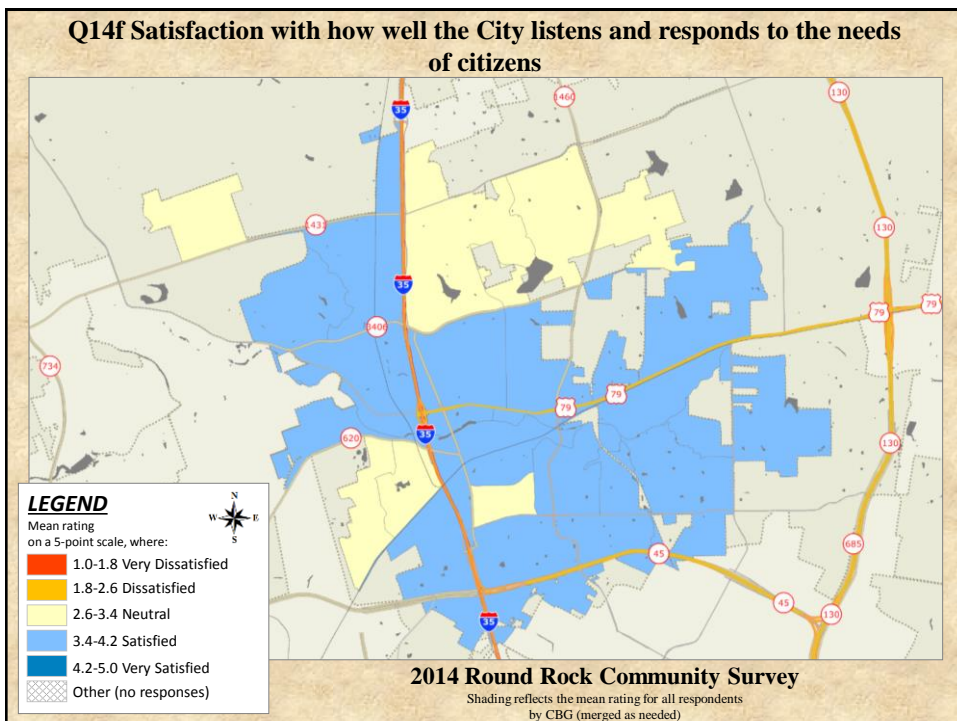 Q14f Satisfaction with how well the City listens and responds to the needs
of citizens
35
1460
130
1431
130
35
79
79
3406
734
79
79
35
620
130
685
45
45
130
35
LEGEND
N
W E
S
Mean rating
on a 5-point scale, where:
1.0-1.8 Very Dissatisfied
1.8-2.6 Dissatisfied
2.6-3.4 Neutral
3.4-4.2 Satisfied
4.2-5.0 Very Satisfied
Other (no responses)
2014 Round Rock Community Survey
Shading reflects the mean rating for all respondents
by CBG (merged as needed)